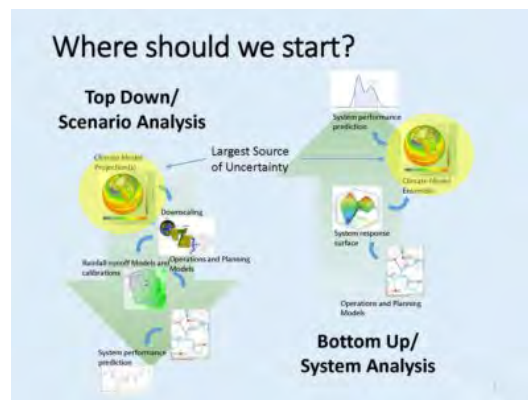 Where should we start?
Top Down/
Scenario Analysis
Climate Model
Projection(s)
Downscaling
Rainfall-runoff Models and
calibrations
Operations and Planning
Models
System performance
prediction
Largest Source
of Uncertainty
System performance
prediction
Climate Model
Ensemble
System response
surface
Operations and Planning
Models
Bottom Up/
System Analysis